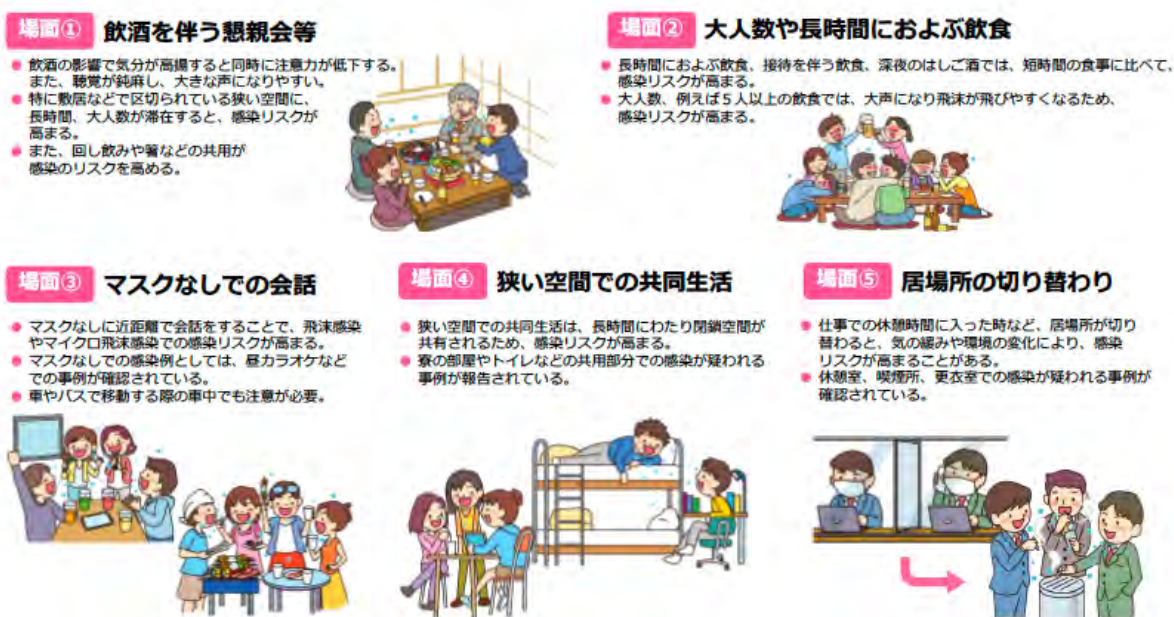 場面① 飲酒を伴う懇親会等
● 飲酒の影響で気分が高揚すると同時に注意力が低下する。
また、聴覚が鈍麻し、大きな声になりやすい。
● 特に敷居などで区切られている狭い空間に、
長時間、大人数が滞在すると、感染リスクが
高まる。
● また、回し飲みや箸などの共用が
感染のリスクを高める。
場面② 大人数や長時間におよぶ飲食
● 長時間におよぶ飲食、接待を伴う飲食、深夜のはしご酒では、短時間の食事に比べて、
感染リスクが高まる。
● 大人数、例えば5人以上の飲食では、大声になり飛沫が飛びやすくなるため、
感染リスクが高まる。
場面③ マスクなしでの会話
● マスクなしに近距離で会話をすることで、飛沫感染
やマイクロ飛沫感染での感染リスクが高まる。
● マスクなしでの感染例としては、昼カラオケなど
での事例が確認されている。
● 車やバスで移動する際の車中でも注意が必要。
場面④ 狭い空間での共同生活
● 狭い空間での共同生活は、長時間にわたり閉鎖空間が
共有されるため、感染リスクが高まる。
● 寮の部屋やトイレなどの共用部分での感染が疑われる
事例が報告されている。
場面⑤ 居場所の切り替わり
● 仕事での休憩時間に入った時など、居場所が切り
替わると、気の緩みや環境の変化により、感染
リスクが高まることがある。
● 休憩室、喫煙所、更衣室での感染が疑われる事例が
確認されている。